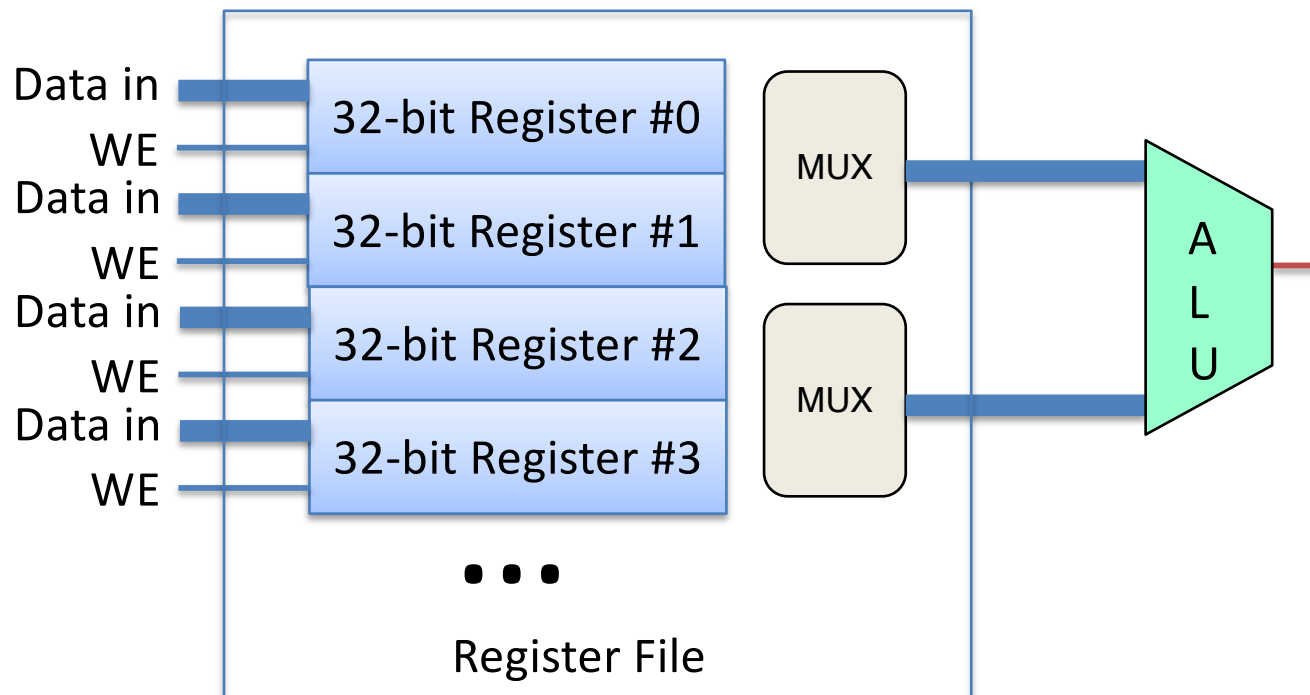 Data in
32-bit Register #0
WE
Data in
32-bit Register #1
WE
Data in
32-bit Register #2
WE
Data in
32-bit Register #3
WE
MUX
MUX
A
L
U
...
Register File